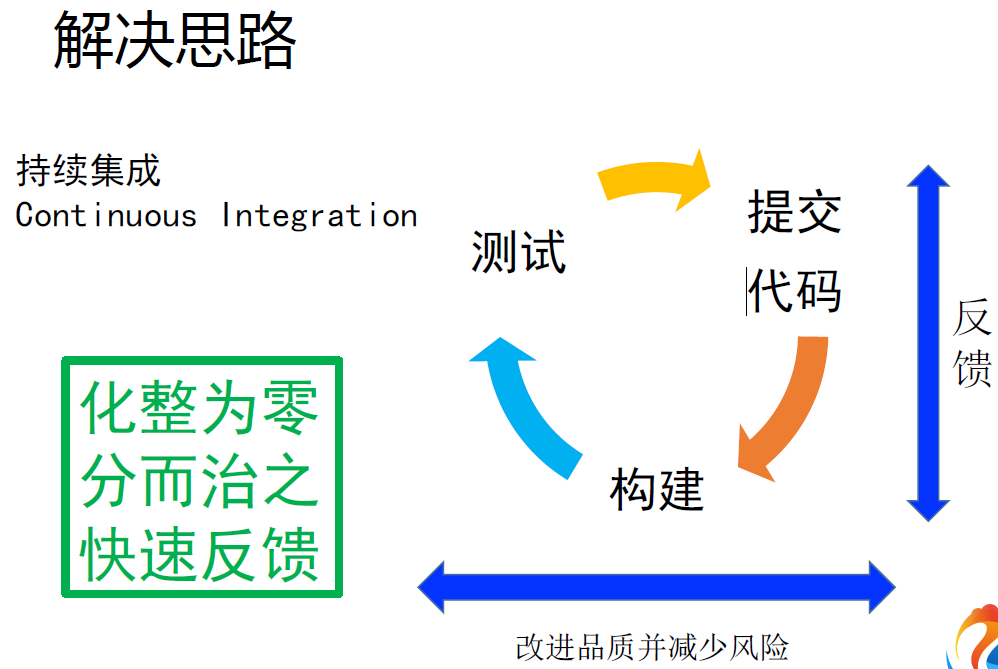 解决思路
持续集成
Continuous Integration
测试
提交
代码
构建
反
馈
化整为零
分而治之
快速反馈
改进品质并减少风险